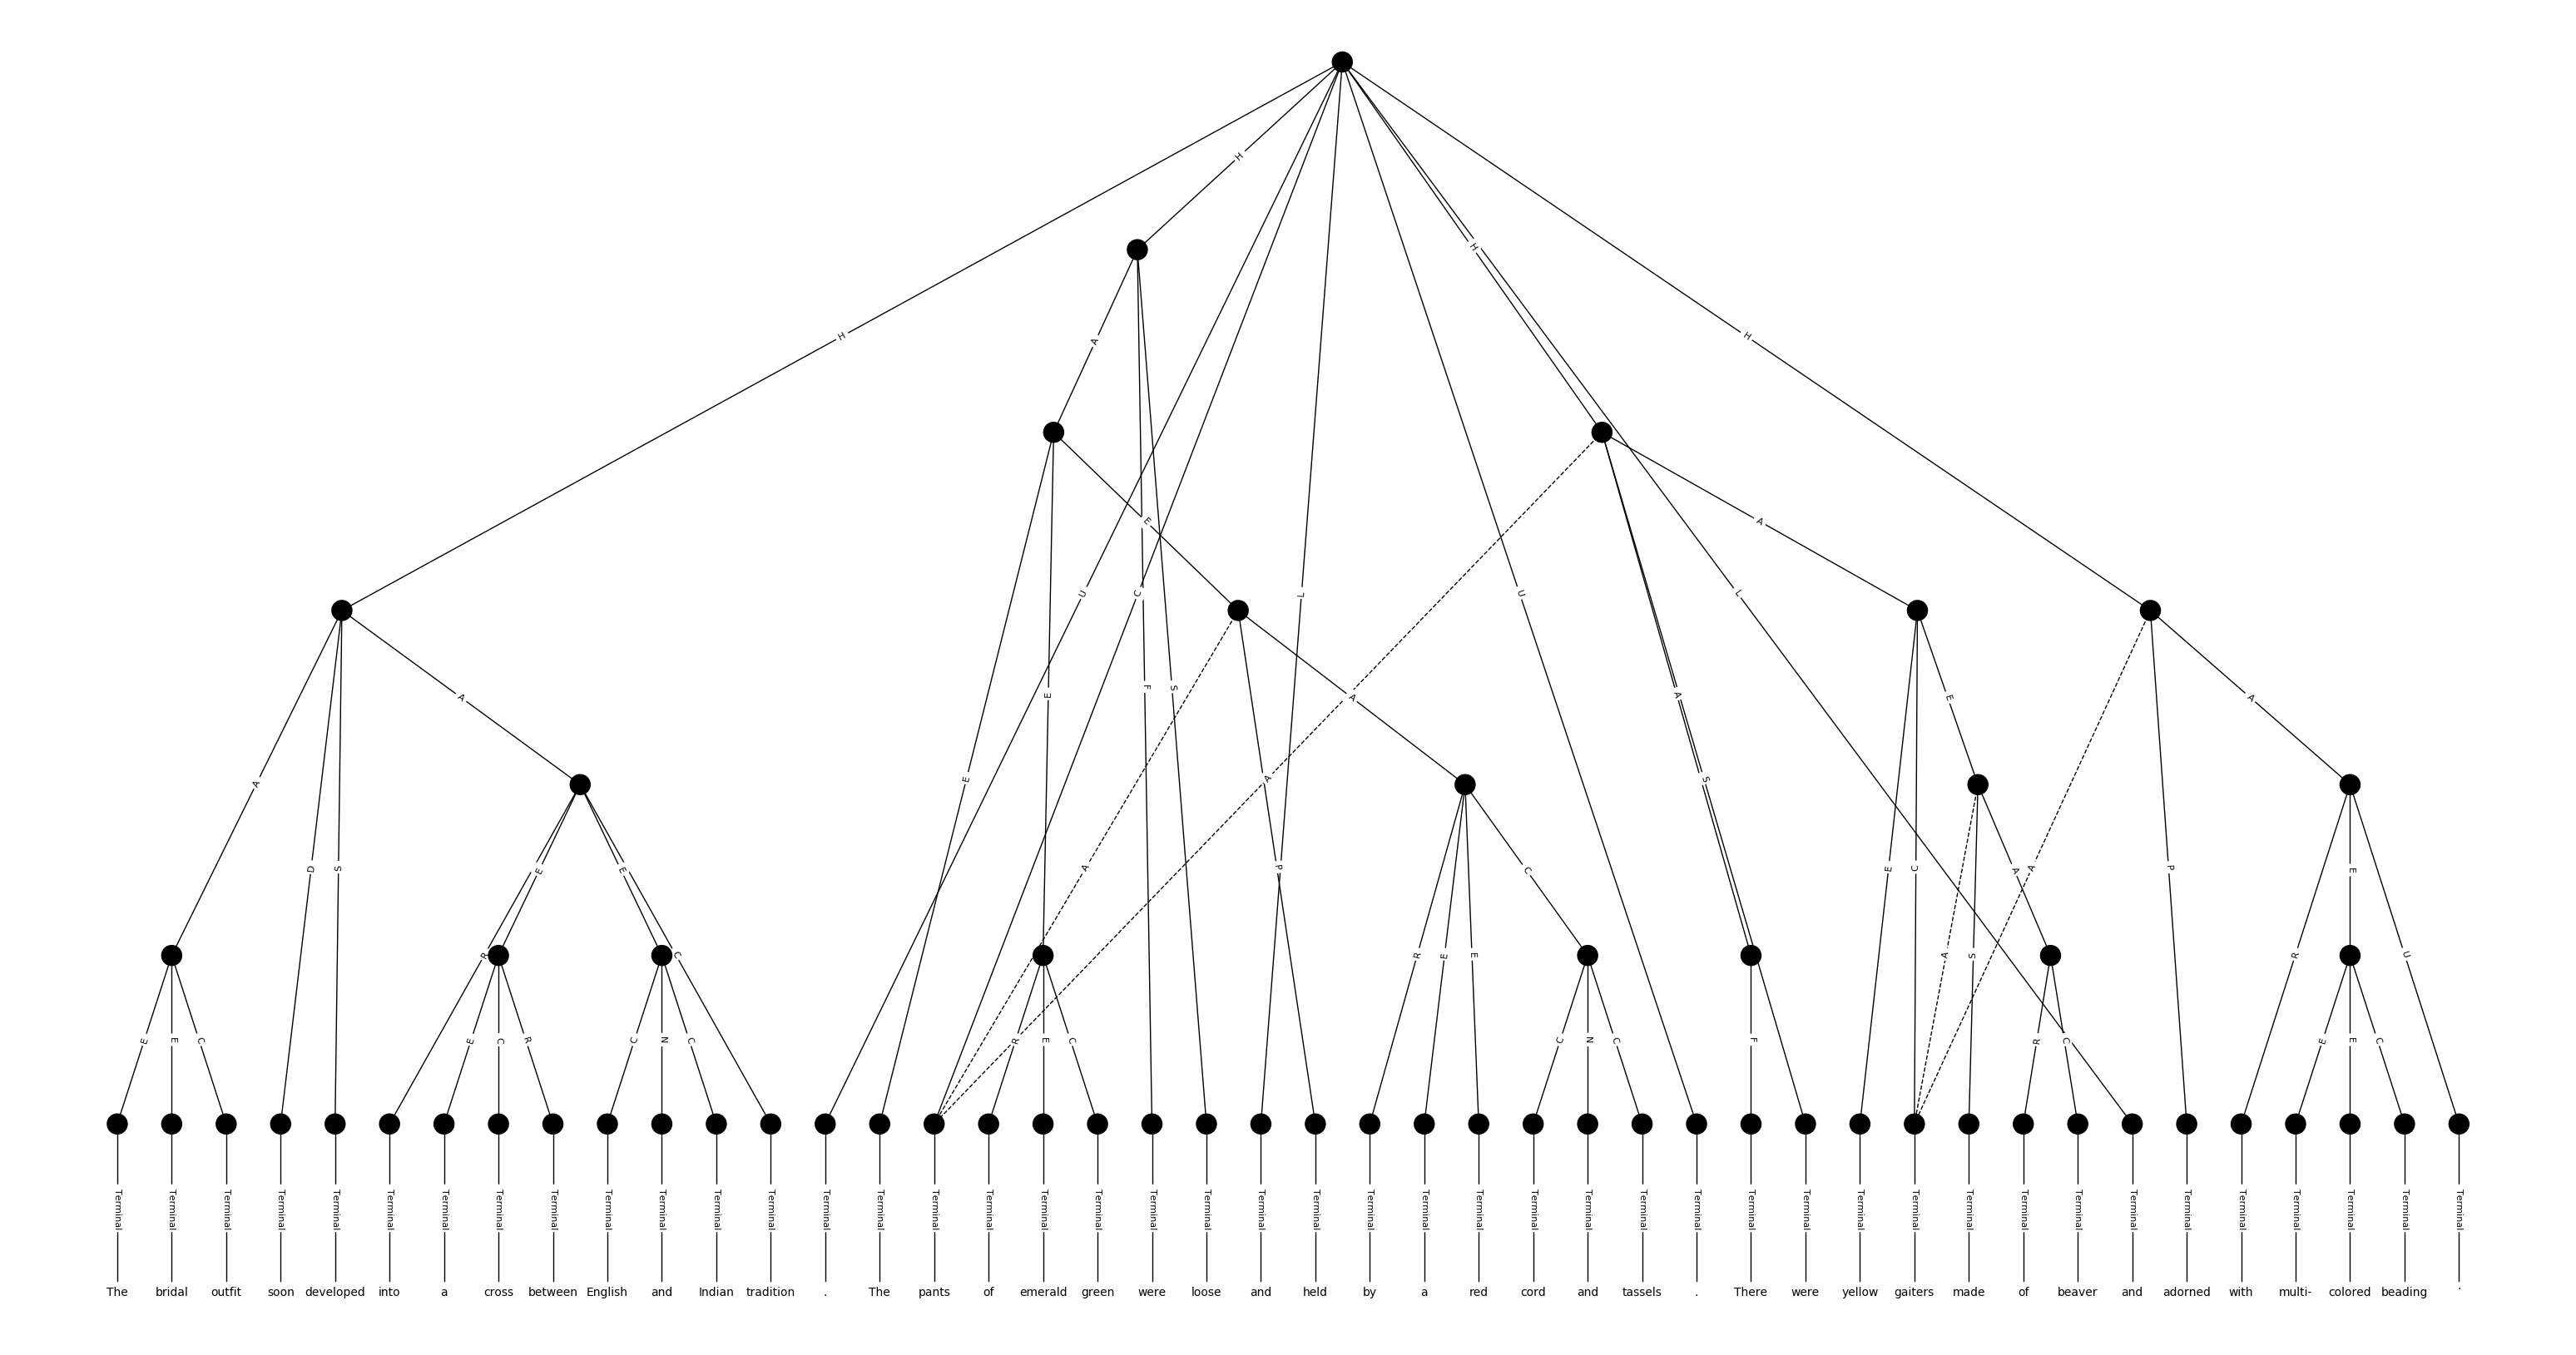 H
H
H
H
A
E
A
U
C
L
U
L
F
S
E
A
A
A
S
E
A
A
D
S
E
E
E
A
A
P
E
C
A
A
P
E
R
C
C
R
E
E
A
S
R
U
E
E
C
E
C
R
C
N
C
R
E
C
C
N
C
F
R
C
E
E
C
Terminal Terminal Terminal Terminal Terminal Terminal Terminal Terminal Terminal Terminal Terminal Terminal Terminal Terminal Terminal Terminal Terminal Terminal Terminal Terminal Terminal Terminal Terminal Terminal Terminal Terminal Terminal Terminal Terminal Terminal Terminal Terminal Terminal Terminal Terminal Terminal Terminal Terminal Terminal Terminal Terminal Terminal Terminal Terminal
The bridal outfit soon developed into a cross between English and Indian tradition . The pants of emerald green were loose and held by a red cord and tassels . There were yellow gaiters made of beaver and adorned with multi- colored beading .